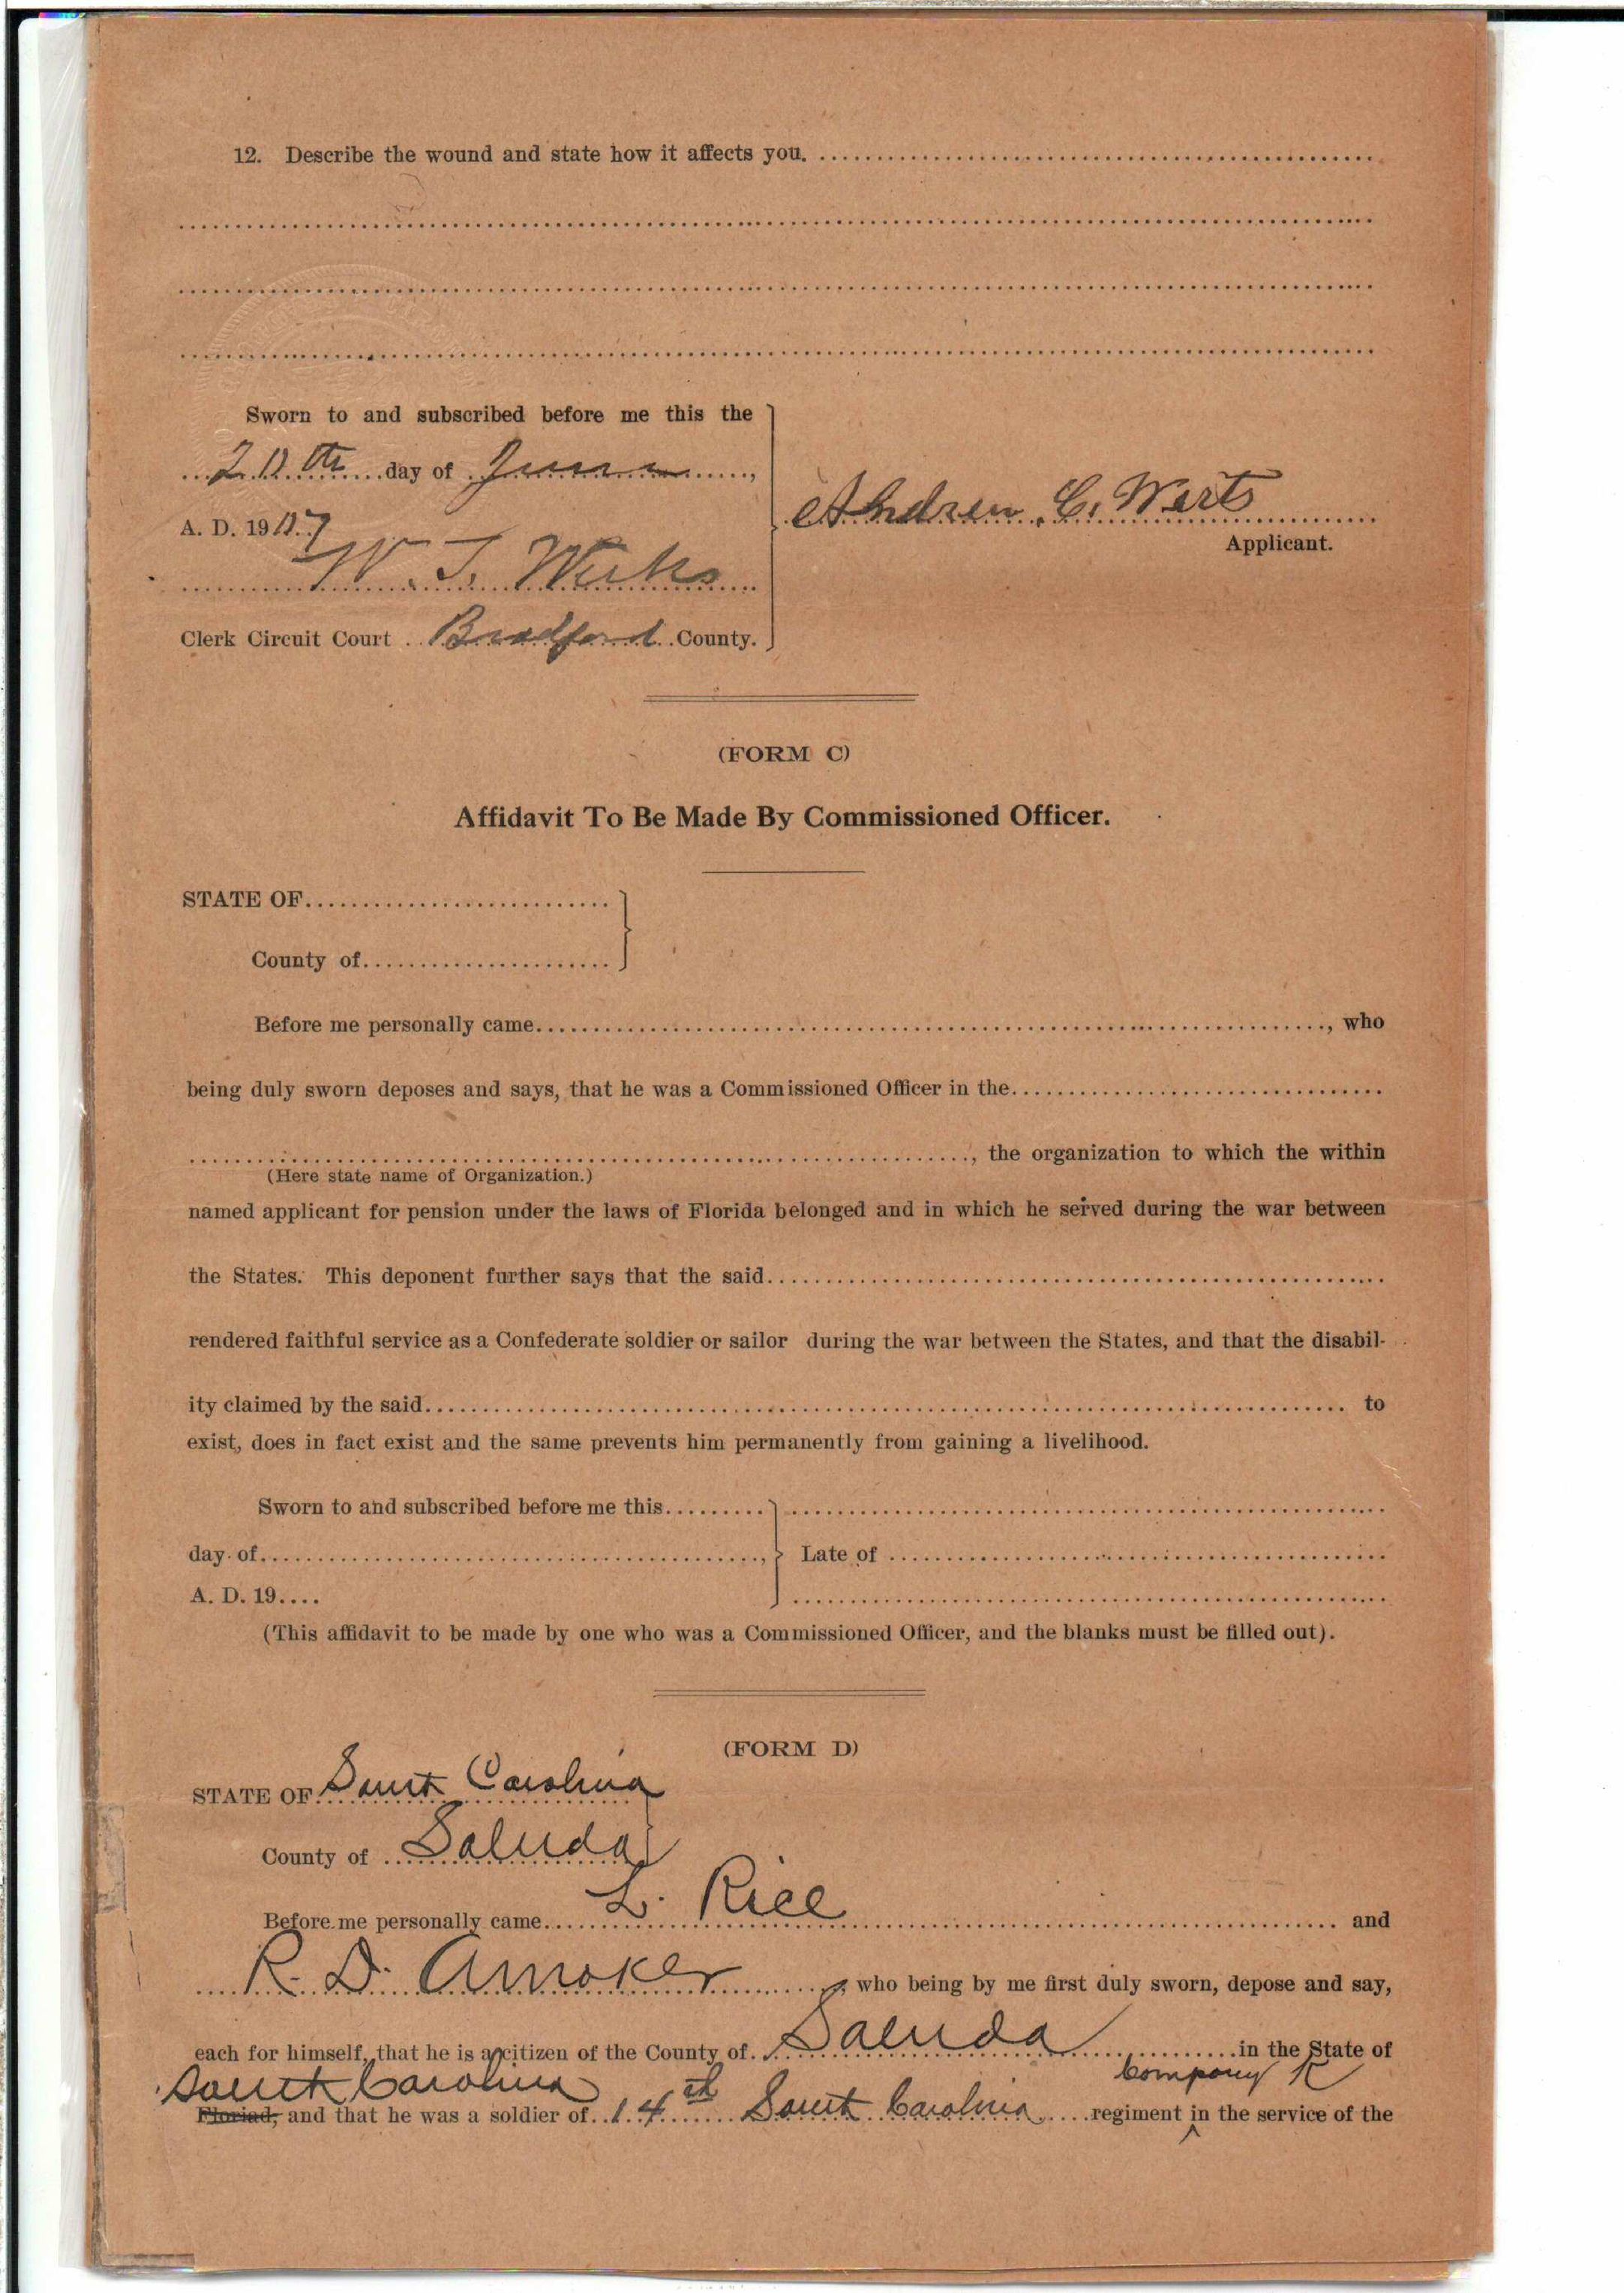 12. Describe the wound and state how it affects you.
Sworn to and subscribed before me this the
20th day of June,
A. D. 1907
Andrew C. Werts
Applicant.
W. T. Weeks
Clerk Circuit Court Bradford County.
(FORM C)
Affidavit To Be Made By Commissioned Officer.
STATE OF
County of
Before me personally came, who
being duly sworn deposes and says, that he was a Commissioned Officer in the
, the organization to which the within
(Here state name of Organization.)
named applicant for pension under the laws of Florida belonged and in which he served during the war between
the States. This deponent further says that the said
rendered faithful service as a Confederate soldier or sailor during the war between the States, and that the disabil-
ity claimed by the said to
exist, does in fact exist and the same prevents him permanently from gaining a livelihood.
Sworn to and subscribed before me this
day of, Late of
A. D. 19
(This affidavit to be made by one who was a Commissioned Officer, and the blanks must be filled out).
(FORM D)
STATE OF South Carolina
County of Saluda
Before me personally came L. Rice and
R. D. Amoker, who being by me first duly sworn, depose and say,
each for himself, that he is a citizen of the County of Saluda in the State of
South Carolina Company K
Floriad, and that he was a soldier of 14th South Carolina regiment in the service of the